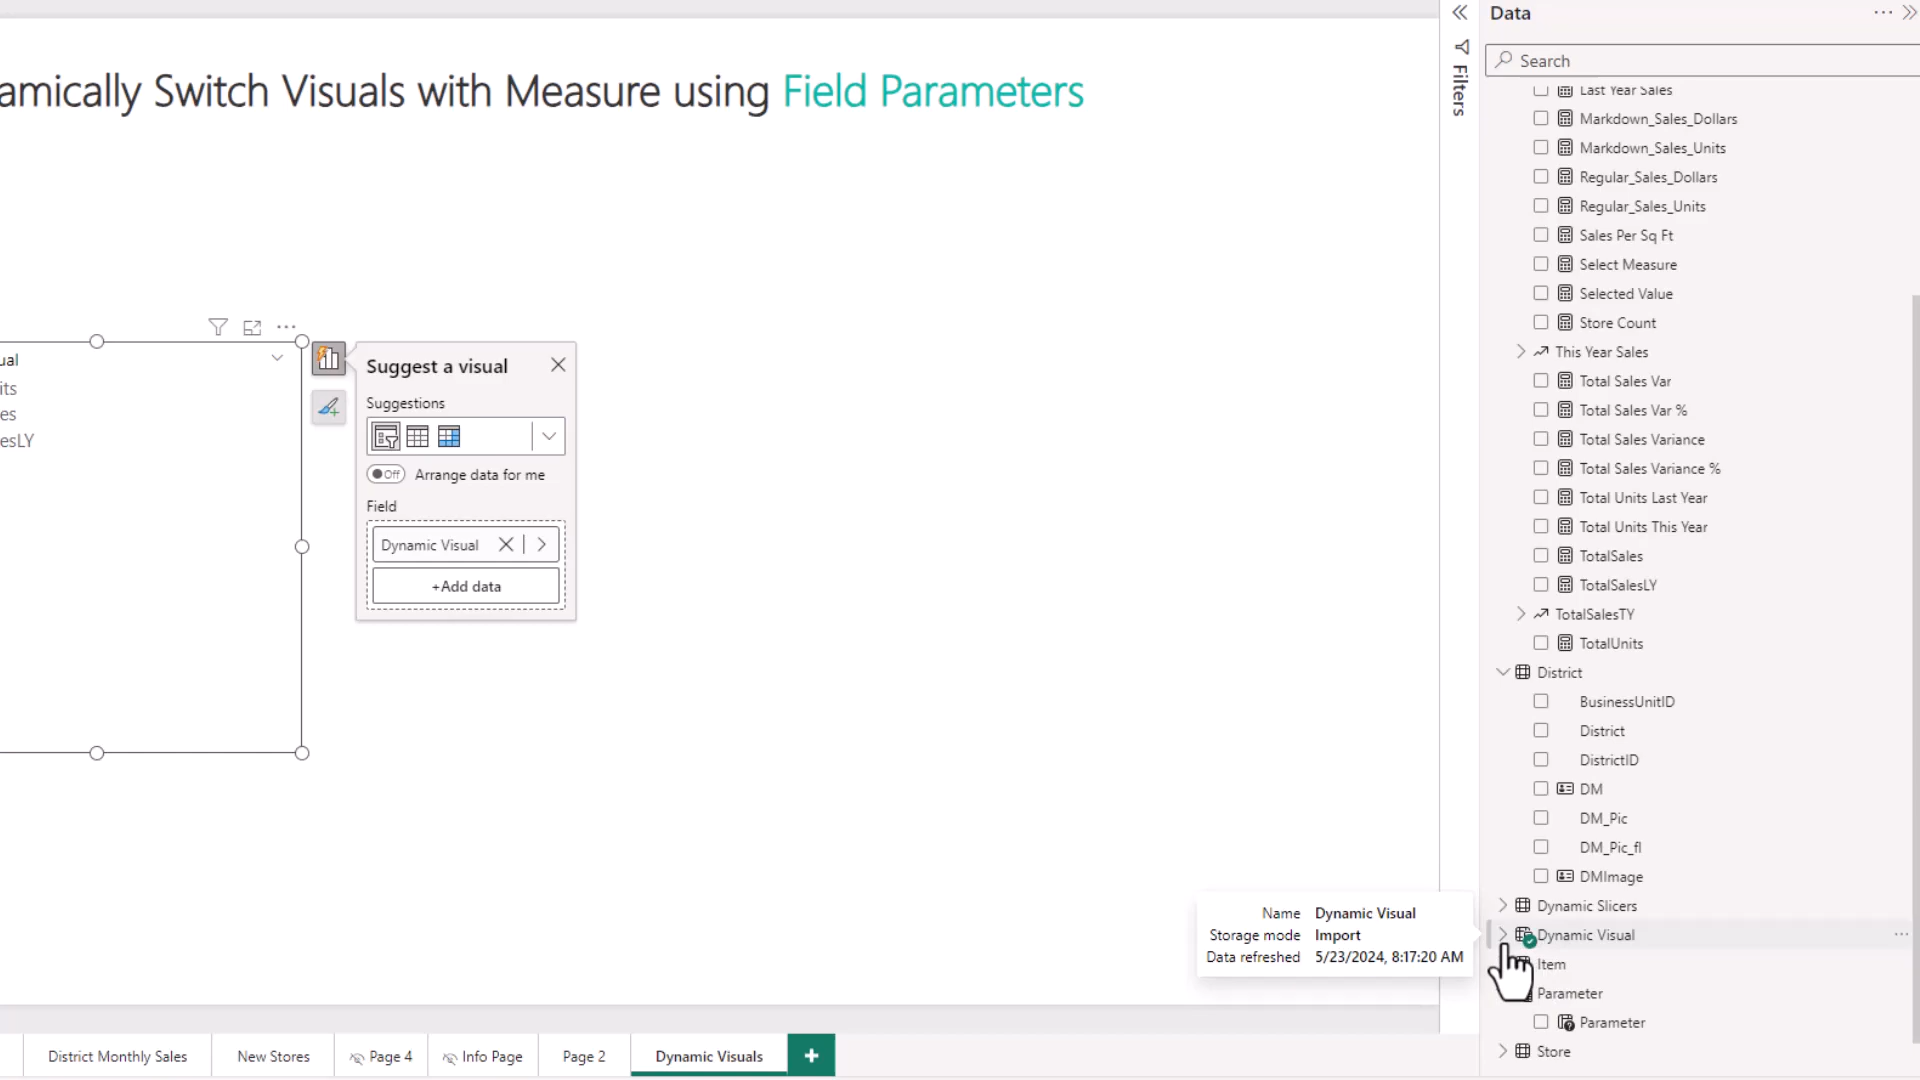 Data
Search
Filters
amically Switch Visuals with Measure using Field Parameters
ual
its
es
esLY
Suggest a visual
Suggestions
Off Arrange data for me
Field
Dynamic Visual
+Add data
Last Year Sales
Markdown_Sales_Dollars
Markdown_Sales_Units
Regular_Sales_Dollars
Regular_Sales_Units
Sales Per Sq Ft
Select Measure
Selected Value
Store Count
This Year Sales
Total Sales Var
Total Sales Var %
Total Sales Variance
Total Sales Variance %
Total Units Last Year
Total Units This Year
TotalSales
TotalSalesLY
TotalSalesTY
TotalUnits
District
BusinessUnitID
District
DistrictID
DM
DM_Pic
DM_Pic_fl
DMImage
Dynamic Slicers
Dynamic Visual
Item
Parameter
Parameter
Store
Name Dynamic Visual
Storage mode Import
Data refreshed 5/23/2024, 8:17:20 AM
District Monthly Sales New Stores Page 4 Info Page Page 2 Dynamic Visuals +